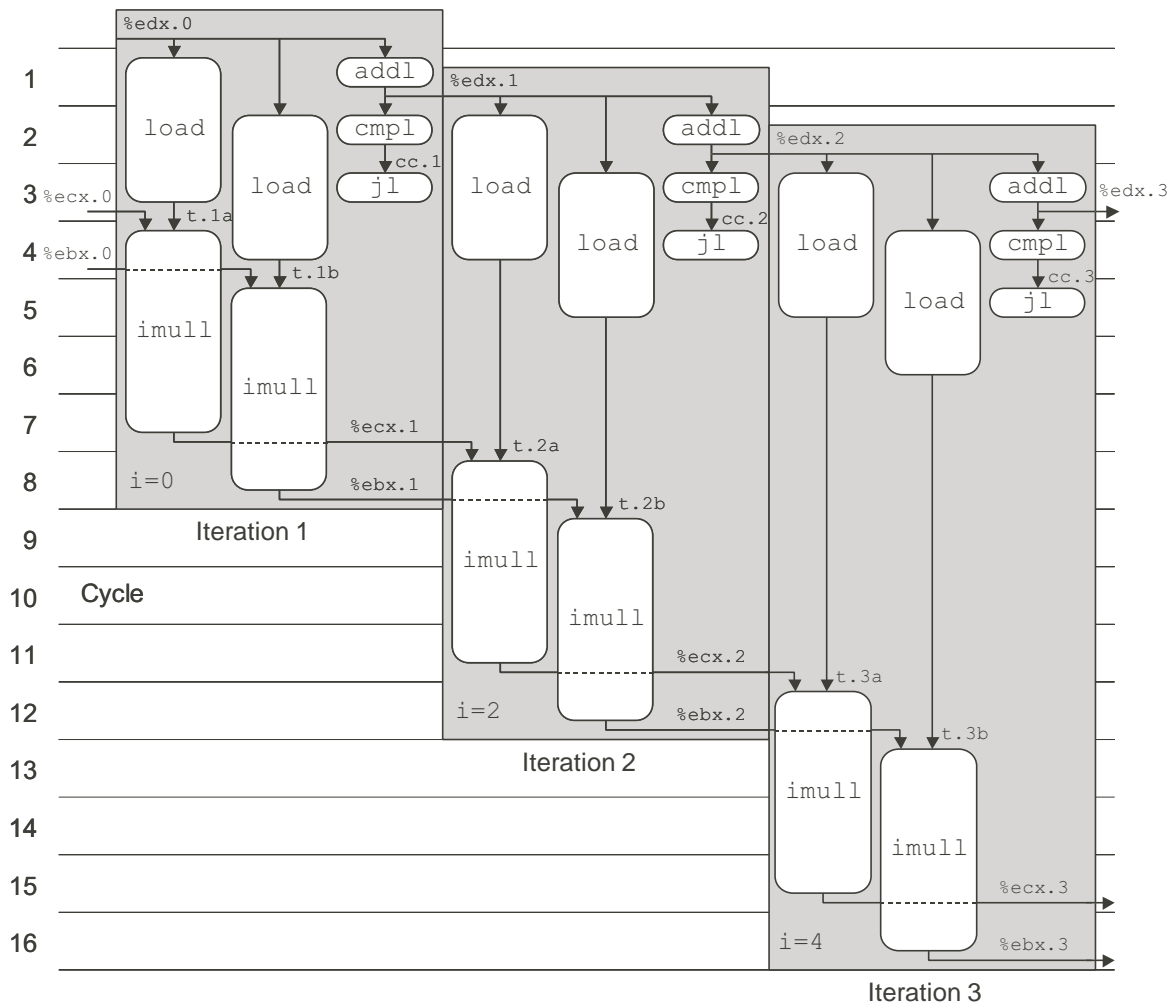 %edx.0
1
addl
%edx.1
load
2
load
cmpl
load
addl
%edx.2
cc.1
3
%ecx.0
jl
load
cmpl
load
addl
%edx.3
t.1a
cc.2
4
%ebx.0
jl
load
cmpl
t.1b
cc.3
5
imull
jl
6
imull
7
%ecx.1
t.2a
8
i=0
%ebx.1
t.2b
Iteration 1
9
imull
10
Cycle
imull
11
%ecx.2
t.3a
12
i=2
%ebx.2
t.3b
Iteration 2
13
imull
14
imull
15
%ecx.3
16
i=4
%ebx.3
Iteration 3